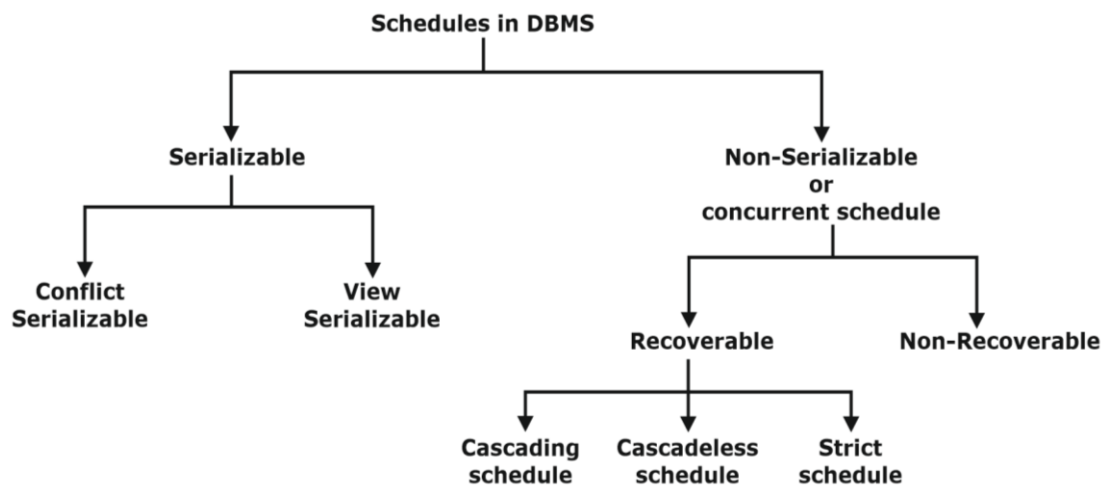 Schedules in DBMS
Serializable
Non-Serializable
or
concurrent schedule
Conflict
Serializable
View
Serializable
Recoverable
Non-Recoverable
Cascading
schedule
Cascadeless
schedule
Strict
schedule